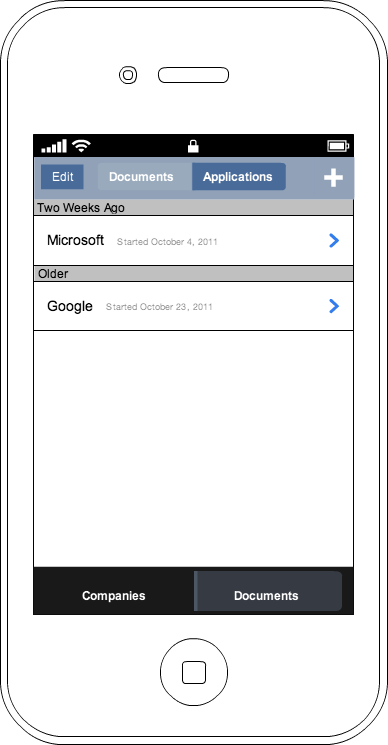 Edit Documents Applications
Two Weeks Ago
Microsoft Started October 4, 2011
Older
Google Started October 23, 2011
Companies Documents